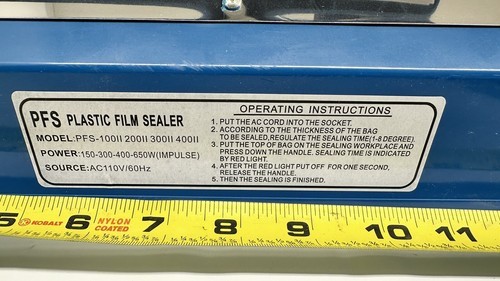 PFS PLASTIC FILM SEALER
MODEL:PFS-100II 200II 300II 400II
POWER:150-300-400-650W(IMPULSE)
SOURCE:AC110V/60Hz
OPERATING INSTRUCTIONS
1. PUT THE AC CORD INTO THE SOCKET.
2. ACCORDING TO THE THICKNESS OF THE BAG
TO BE SEALED,REGULATE THE SEALING TIME(1-8 DEGREE).
3. PUT THE TOP OF BAG ON THE SEALING WORKPLACE AND
PRESS DOWN THE HANDLE. SEALING TIME IS INDICATED
BY RED LIGHT.
4. AFTER THE RED LIGHT PUT OFF FOR ONE SECOND,
RELEASE THE HANDLE.
5. THEN THE SEALING IS FINISHED.
5 KOBALT 6 NYLON COATED 7 8 9 10 11